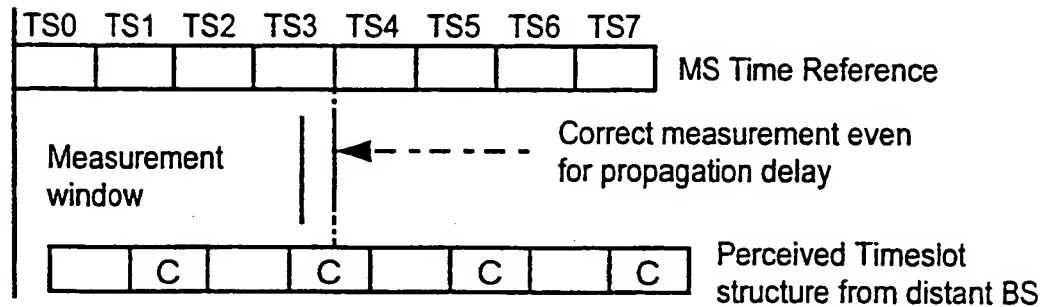 TS0 TS1 TS2 TS3 TS4 TS5 TS6 TS7
MS Time Reference
Measurement
window
Correct measurement even
for propagation delay
C C C C
Perceived Timeslot
structure from distant BS